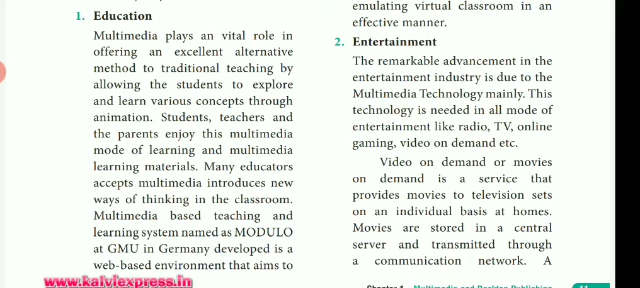 1. Education
Multimedia plays an vital role in
offering an excellent alternative
method to traditional teaching by
allowing the students to explore
and learn various concepts through
animation. Students, teachers and
the parents enjoy this multimedia
mode of learning and multimedia
learning materials. Many educators
accepts multimedia introduces new
ways of thinking in the classroom.
Multimedia based teaching and
learning system named as MODULO
at GMU in Germany developed is a
web-based environment that aims to
www.kalviexpress.in
emulating virtual classroom in an
effective manner.
2. Entertainment
The remarkable advancement in the
entertainment industry is due to the
Multimedia Technology mainly. This
technology is needed in all mode of
entertainment like radio, TV, online
gaming, video on demand etc.
Video on demand or movies
on demand is a service that
provides movies to television sets
on an individual basis at homes.
Movies are stored in a central
server and transmitted through
a communication network. A
Multimedia and Desktop Publishing